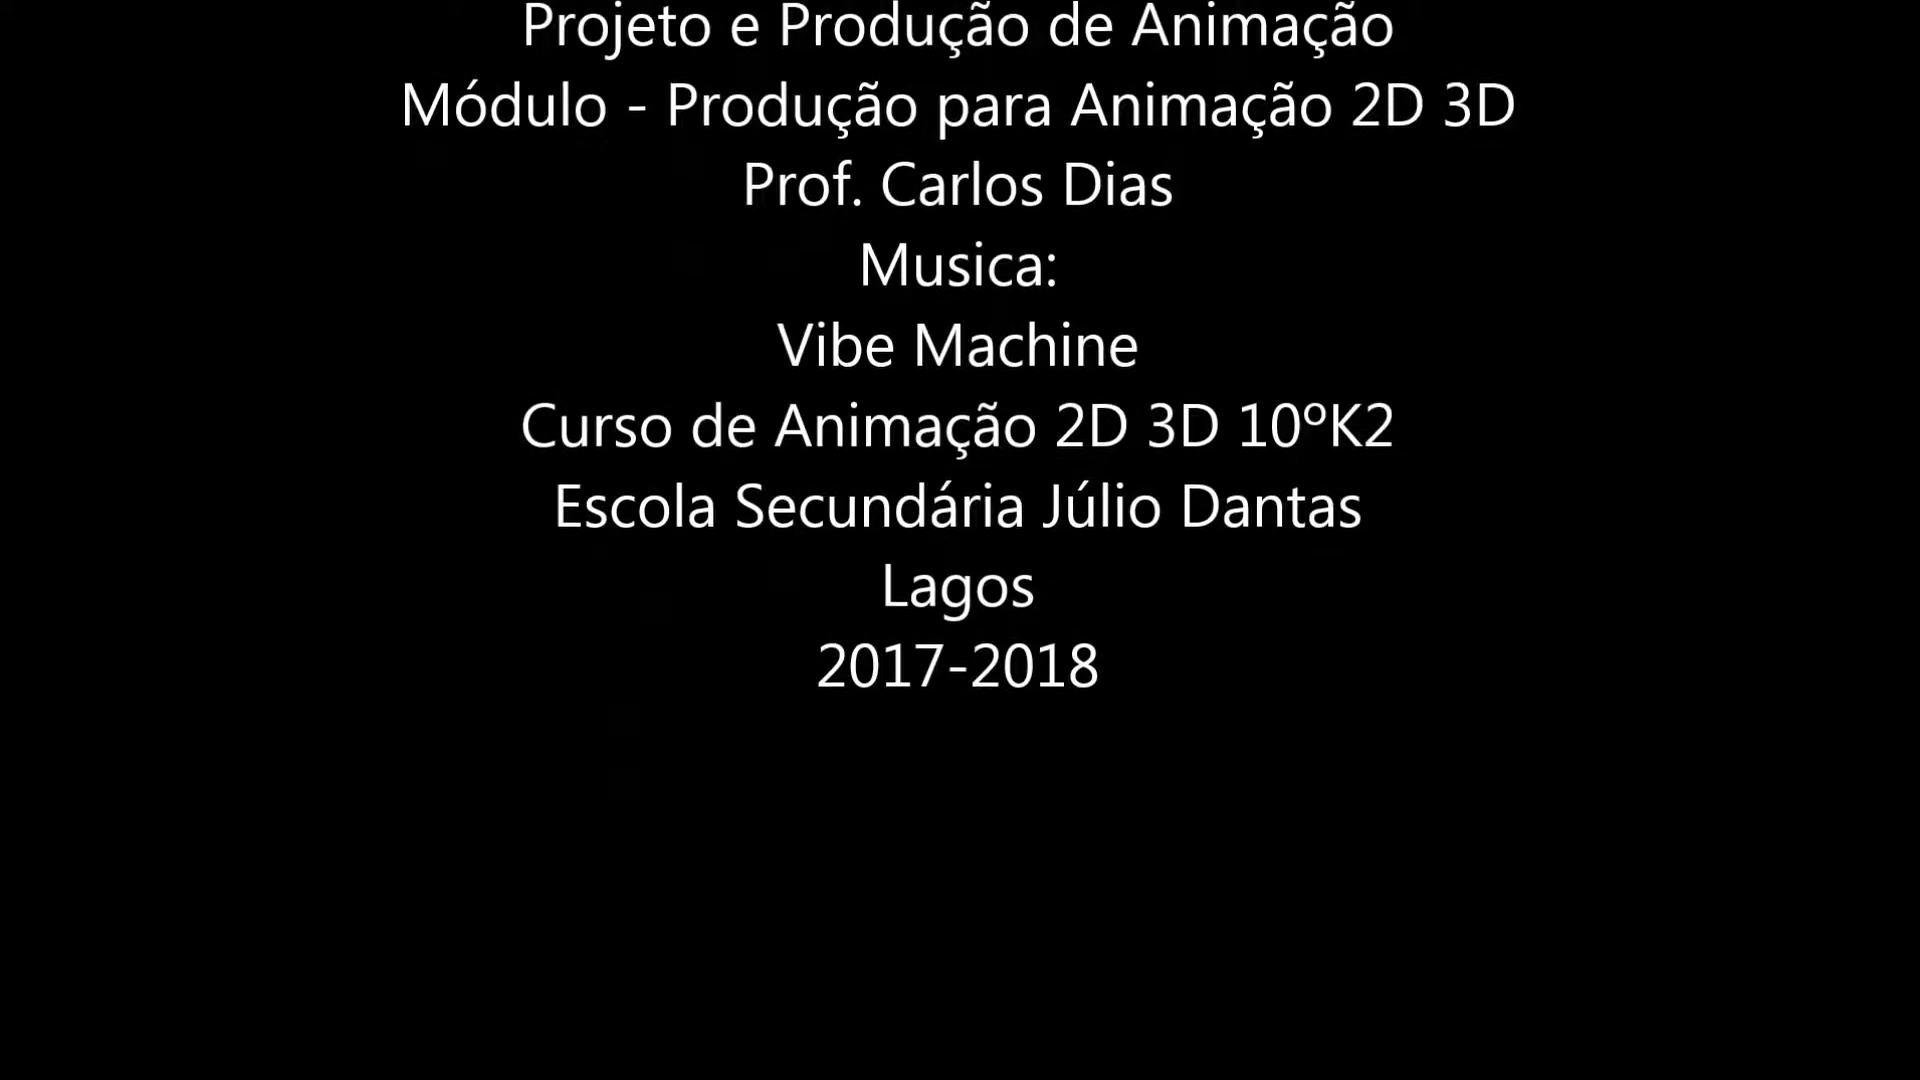 Projeto e Produção de Animação
Módulo - Produção para Animação 2D 3D
Prof. Carlos Dias
Musica:
Vibe Machine
Curso de Animação 2D 3D 10ºK2
Escola Secundária Júlio Dantas
Lagos
2017-2018